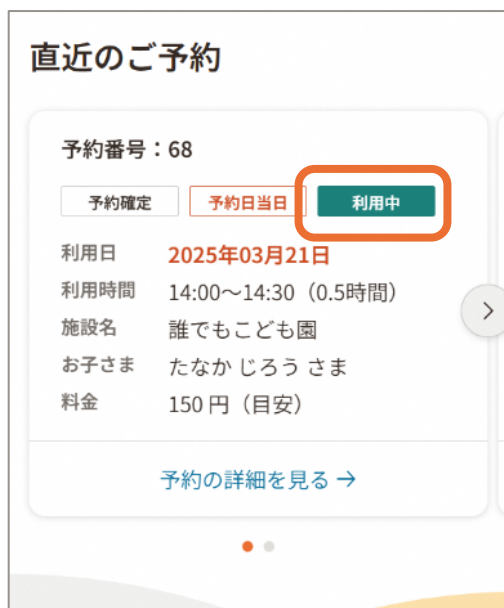 直近のご予約
予約番号：68
予約確定 予約日当日 利用中
利用日 2025年03月21日
利用時間 14:00〜14:30（0.5時間）
施設名 誰でもこども園
お子さま たなか じろう さま
料金 150 円（目安）
予約の詳細を見る →